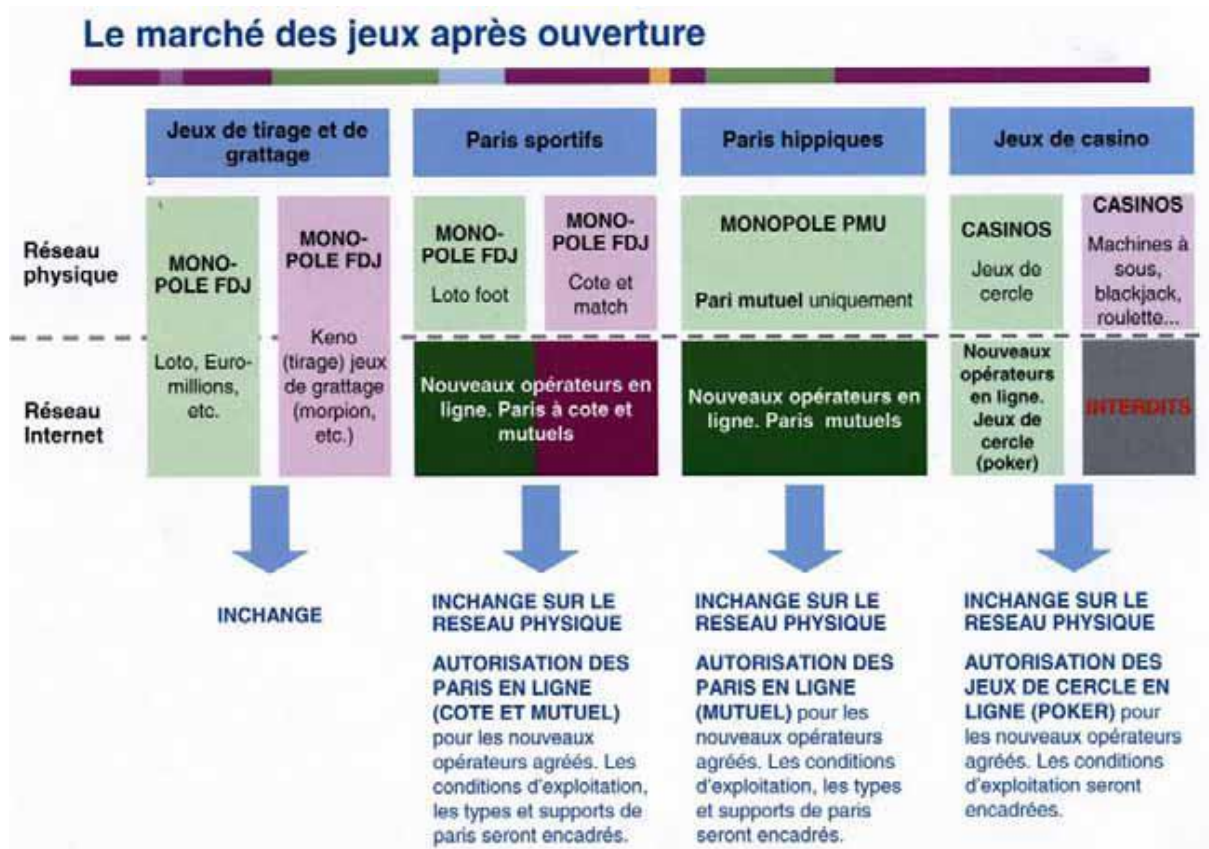 Le marché des jeux après ouverture
Jeux de tirage et de
grattage
Paris sportifs
Paris hippiques
Jeux de casino
Réseau
physique
MONO-
POLE FDJ
MONO-
POLE FDJ
MONO-
POLE FDJ
Loto foot
MONO-
POLE FDJ
Cote et
match
MONOPOLE PMU
Pari mutuel uniquement
CASINOS
Jeux de
cercle
CASINOS
Machines à
sous,
blackjack,
roulette...
Réseau
Internet
Loto, Euro-
millions,
etc.
Keno
(tirage) jeux
de grattage
(morpion,
etc.)
Nouveaux opérateurs en
ligne. Paris à cote et
mutuels
Nouveaux opérateurs en
ligne. Paris mutuels
Nouveaux
opérateurs
en ligne.
Jeux de
cercle
(poker)
INTERDITS
INCHANGE
INCHANGE SUR LE
RESEAU PHYSIQUE
AUTORISATION DES
PARIS EN LIGNE
(COTE ET MUTUEL)
pour les nouveaux
opérateurs agréés. Les
conditions d'exploitation,
les types et supports de
paris seront encadrés.
INCHANGE SUR LE
RESEAU PHYSIQUE
AUTORISATION DES
PARIS EN LIGNE
(MUTUEL) pour les
nouveaux opérateurs
agréés. Les conditions
d'exploitation, les types
et supports de paris
seront encadrés.
INCHANGE SUR LE
RESEAU PHYSIQUE
AUTORISATION DES
JEUX DE CERCLE EN
LIGNE (POKER) pour
les nouveaux opérateurs
agréés. Les conditions
d'exploitation seront
encadrées.